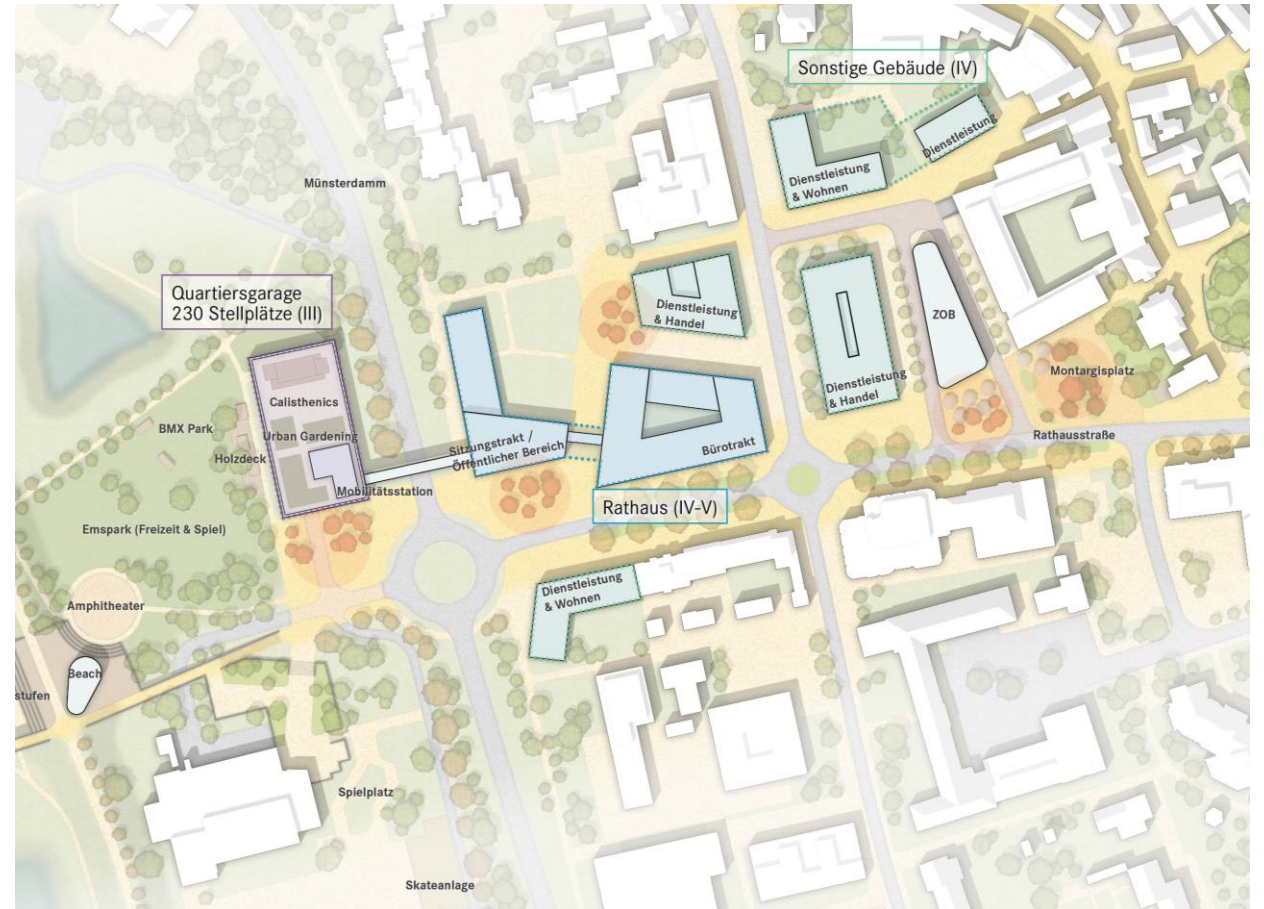 Sonstige Gebäude (IV)
Dienstleistung
Dienstleistung
& Wohnen
Münsterdamm
Quartiersgarage
230 Stellplätze (III)
Dienstleistung
& Handel
ZOB
Montargisplatz
Dienstleistung
& Handel
Calisthenics
BMX Park
Urban Gardening
Holzdeck
Sitzungstrakt /
Öffentlicher Bereich
Bürotrakt
Rathausstraße
Mobilitätsstation
Rathaus (IV-V)
Emspark (Freizeit & Spiel)
Dienstleistung
& Wohnen
Amphitheater
Beach
stufen
Spielplatz
Skateanlage